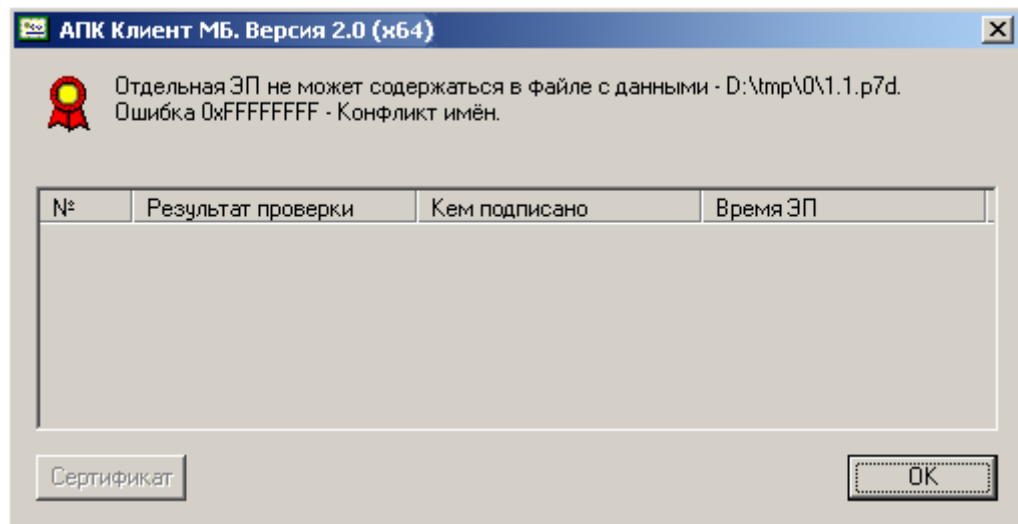 АПК Клиент МБ. Версия 2.0 (x64)
Отдельная ЭП не может содержаться в файле с данными - D:\tmp\0\1.1.p7d.
Ошибка 0xFFFFFFFF - Конфликт имён.
№ Результат проверки Кем подписано Время ЭП
Сертификат OK